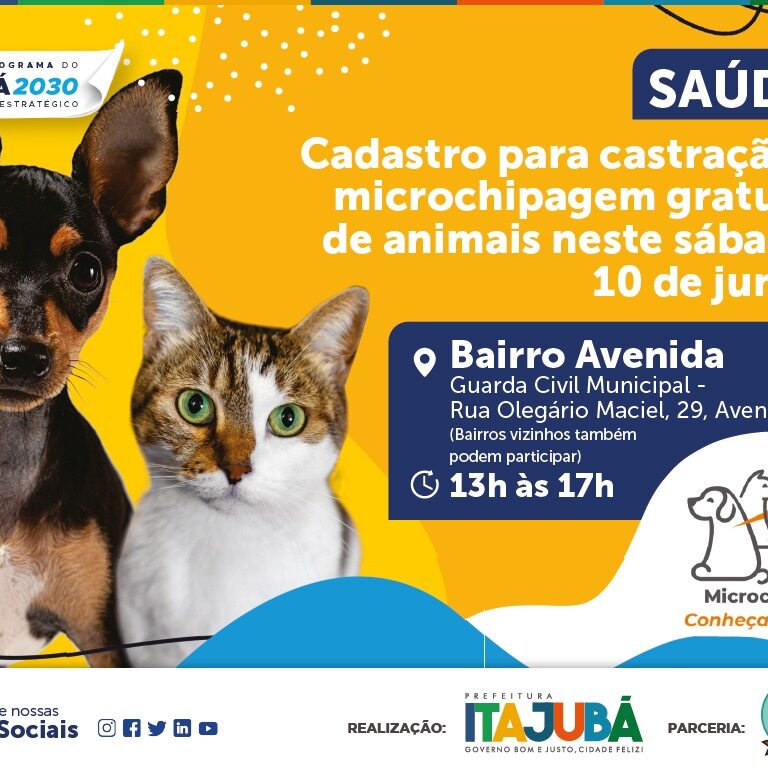 OGRAMA DO
Á2030
ESTRATÉGICO
SAÚD
Cadastro para castraçã
microchipagem gratu
de animais neste sába
10 de jun
Bairro Avenida
Guarda Civil Municipal -
Rua Olegário Maciel, 29, Aven
(Bairros vizinhos também
podem participar)
13h às 17h
Microc
Conheça
e nossas
Sociais
REALIZAÇÃO:
PREFEITURA
ITAJUBÁ
GOVERNO BOM E JUSTO, CIDADE FELIZ!
PARCERIA: